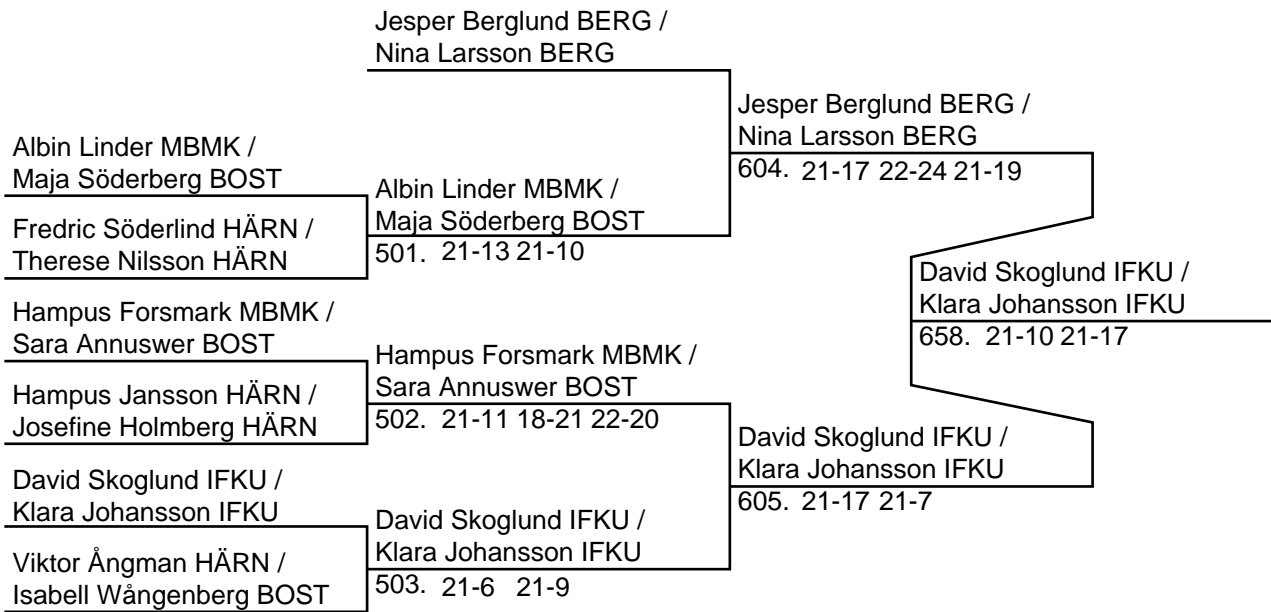 Jesper Berglund BERG /
Nina Larsson BERG
Jesper Berglund BERG /
Nina Larsson BERG
604. 21-17 22-24 21-19
Albin Linder MBMK /
Maja Söderberg BOST
Albin Linder MBMK /
Maja Söderberg BOST
501. 21-13 21-10
Fredric Söderlind HÄRN /
Therese Nilsson HÄRN
David Skoglund IFKU /
Klara Johansson IFKU
658. 21-10 21-17
Hampus Forsmark MBMK /
Sara Annuswer BOST
Hampus Forsmark MBMK /
Sara Annuswer BOST
502. 21-11 18-21 22-20
Hampus Jansson HÄRN /
Josefine Holmberg HÄRN
David Skoglund IFKU /
Klara Johansson IFKU
605. 21-17 21-7
David Skoglund IFKU /
Klara Johansson IFKU
David Skoglund IFKU /
Klara Johansson IFKU
503. 21-6 21-9
Viktor Ångman HÄRN /
Isabell Wångenberg BOST